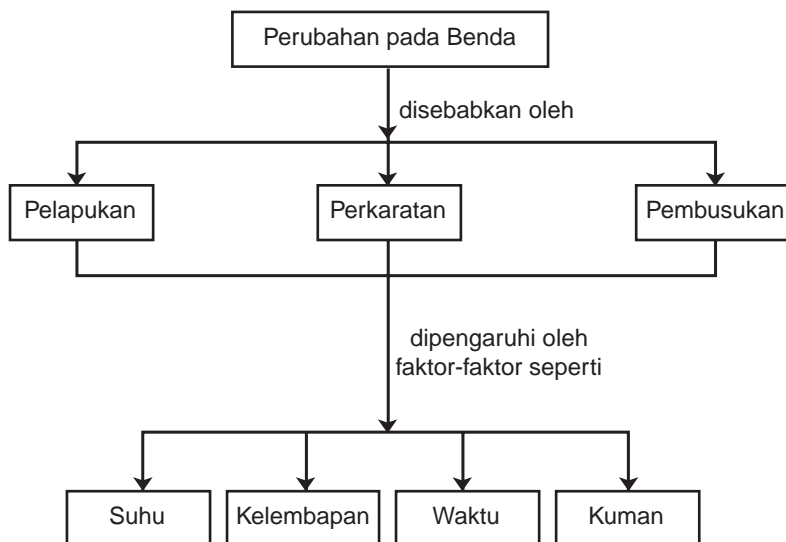 Perubahan pada Benda
disebabkan oleh
Pelapukan
Perkaratan
Pembusukan
dipengaruhi oleh
faktor-faktor seperti
Suhu
Kelembapan
Waktu
Kuman